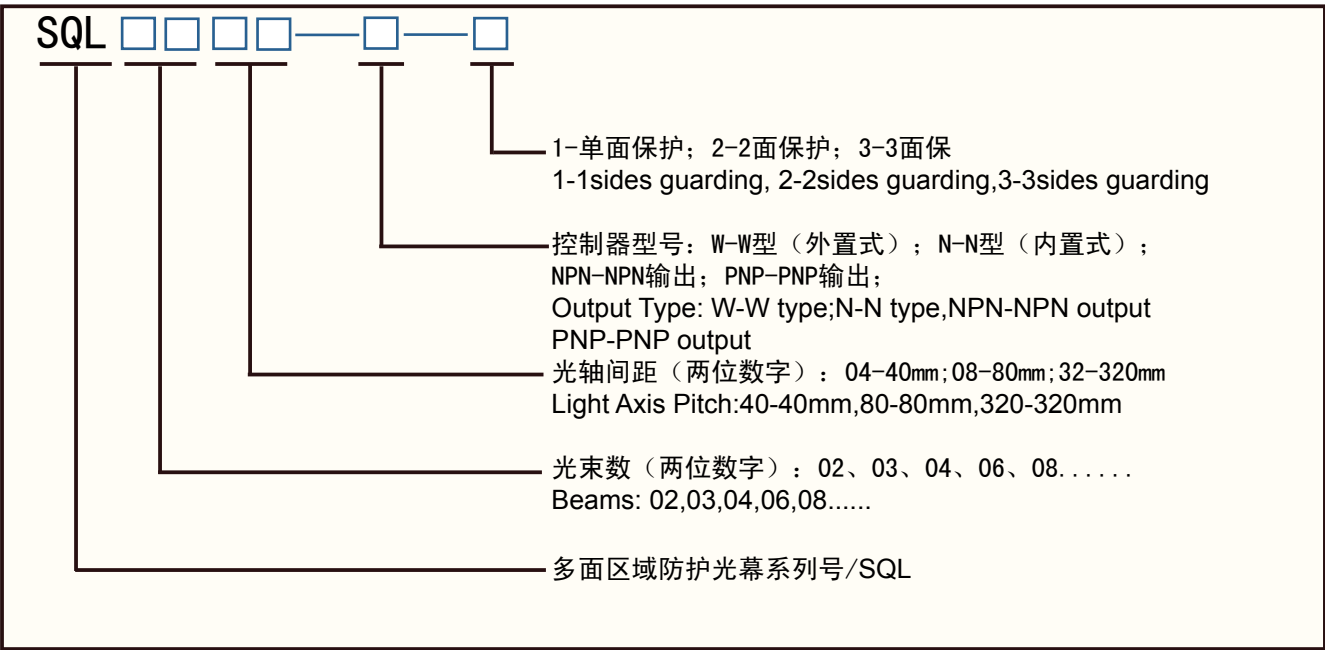 SQL □□ □□—□—□
1-单面保护；2-2面保护；3-3面保
1-1sides guarding, 2-2sides guarding,3-3sides guarding
控制器型号：W-W型（外置式）；N-N型（内置式）；
NPN-NPN输出；PNP-PNP输出；
Output Type: W-W type;N-N type,NPN-NPN output
PNP-PNP output
光轴间距（两位数字）：04-40mm;08-80mm;32-320mm
Light Axis Pitch:40-40mm,80-80mm,320-320mm
光束数（两位数字）：02、03、04、06、08......
Beams: 02,03,04,06,08......
多面区域防护光幕系列号/SQL